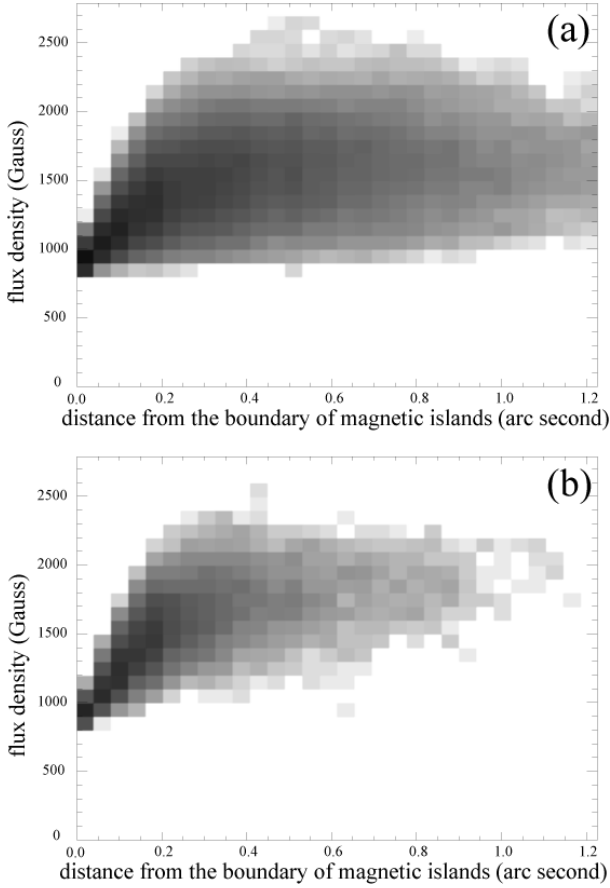 (a)
2500
2000
1500
1000
500
0
flux density (Gauss)
0.0 0.2 0.4 0.6 0.8 1.0 1.2
distance from the boundary of magnetic islands (arc second)
(b)
2500
2000
1500
1000
500
0
flux density (Gauss)
0.0 0.2 0.4 0.6 0.8 1.0 1.2
distance from the boundary of magnetic islands (arc second)